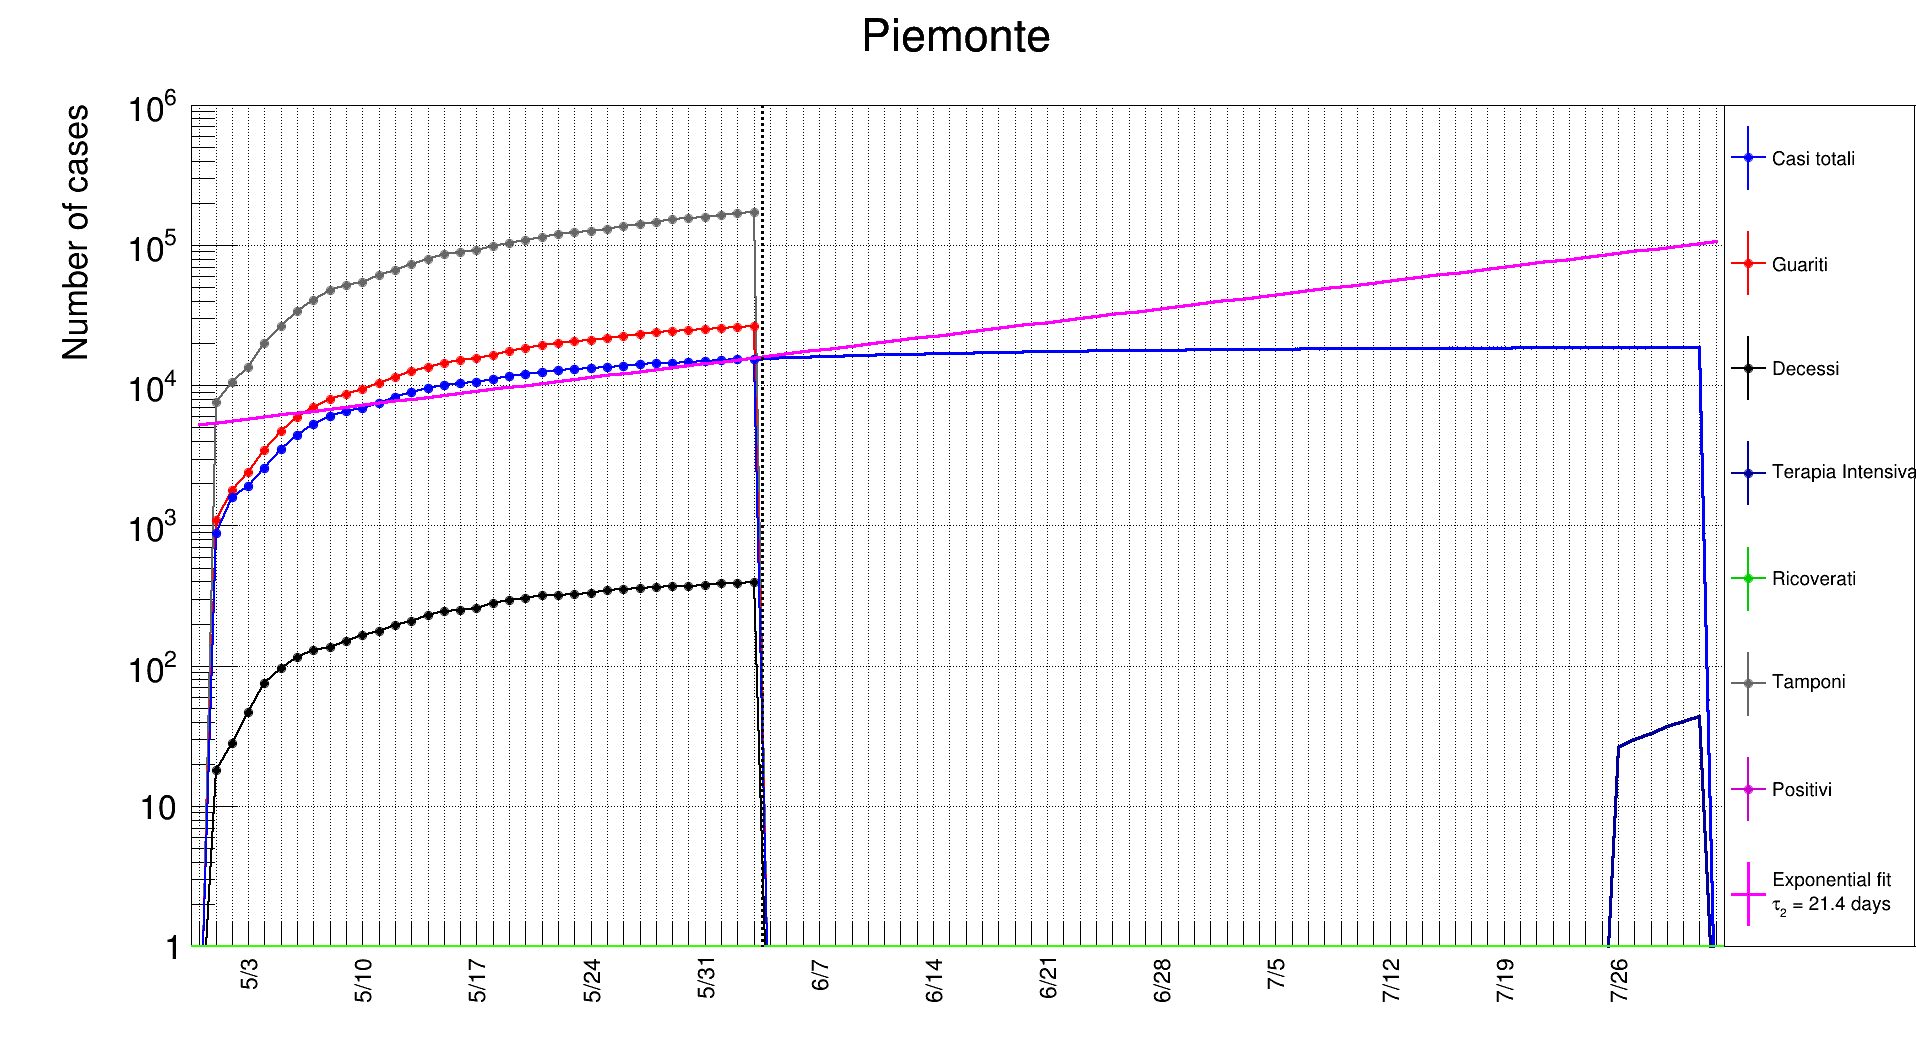 Piemonte
Number of cases
10^6
10^5
10^4
10^3
10^2
10
1
5/3
5/10
5/17
5/24
5/31
6/7
6/14
6/21
6/28
7/5
7/12
7/19
7/26
Casi totali
Guariti
Decessi
Terapia Intensiva
Ricoverati
Tamponi
Positivi
Exponential fit
τ₂ = 21.4 days